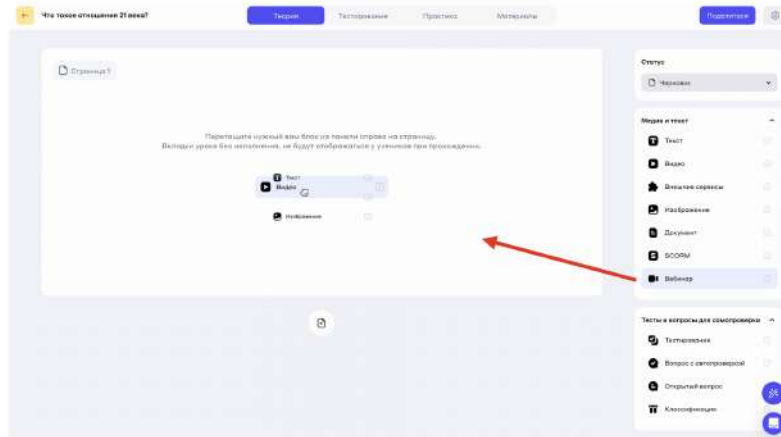 Что такое отношения 21 века?
Теория
Тестирование
Практика
Материалы
Поделиться
Страница 1
Перетащите нужный вам блок из панели справа на страницу.
Вкладки урока без наполнения, не будут отображаться у учеников при прохождении.
Текст
Видео
Изображение
Статус
Черновик
Медиа и текст
Текст
Видео
Внешние сервисы
Изображение
Документ
SCORM
Вебинар
Тесты и вопросы для самопроверки
Тестирование
Вопрос с автопроверкой
Открытый вопрос
Классификация